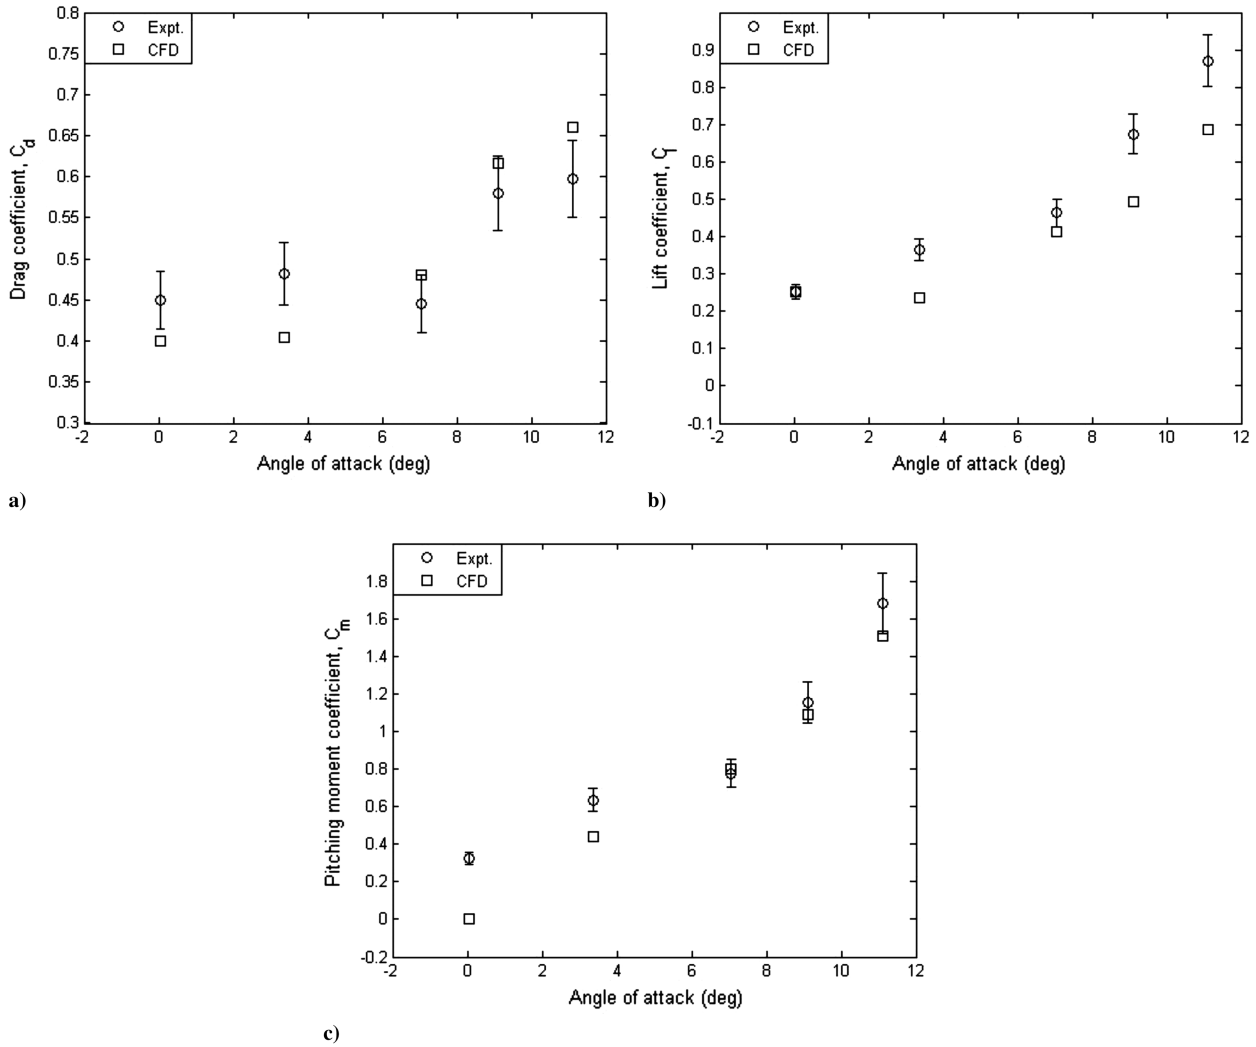 0.8
0.75
0.7
0.65
0.6
0.55
0.5
0.45
0.4
0.35
0.3
Expt.
CFD
Drag coefficient, Cd
-2 0 2 4 6 8 10 12
Angle of attack (deg)
a)
0.9
0.8
0.7
0.6
0.5
0.4
0.3
0.2
0.1
0
-0.1
Expt.
CFD
Lift coefficient, Cl
-2 0 2 4 6 8 10 12
Angle of attack (deg)
b)
1.8
1.6
1.4
1.2
1
0.8
0.6
0.4
0.2
0
-0.2
Expt.
CFD
Pitching moment coefficient, Cm
-2 0 2 4 6 8 10 12
Angle of attack (deg)
c)